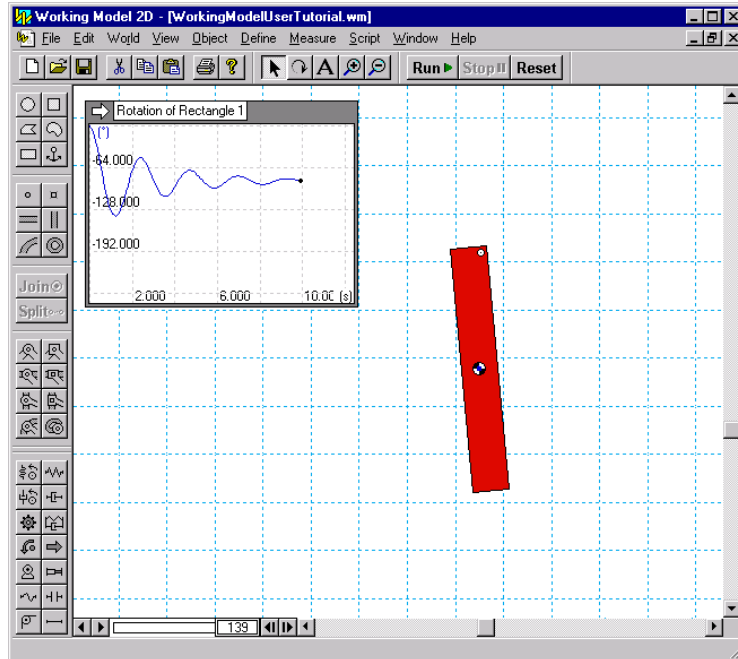 Working Model 2D - [WorkingModelUserTutorial.wm]
File Edit World View Object Define Measure Script Window Help
A Run Stop Reset
Rotation of Rectangle 1
(°)
-64.000
-128.000
-192.000
2.000 6.000 10.0C (s)
Join
Split
139